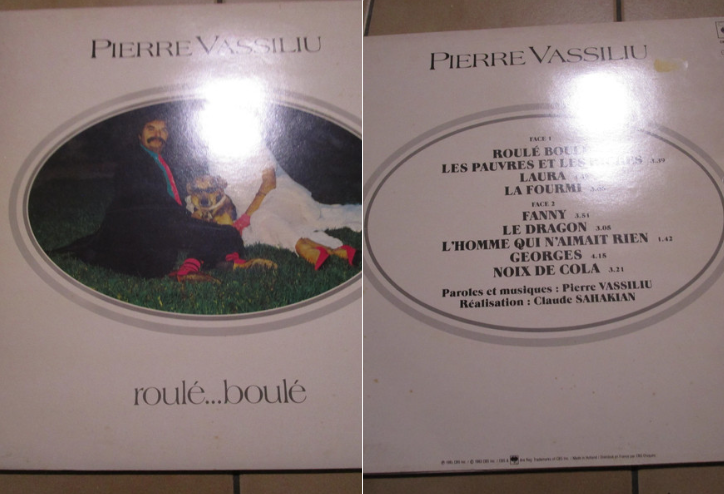 PIERRE VASSILIU
roulé...boulé
PIERRE VASSILIU
FACE 1
ROULÉ
LES PAUVRES ET LES 3.39
LAURA
LA FOURMI
FACE 2
FANNY 3.51
LE DRAGON 3.08
L'HOMME QUI N'AIMAIT RIEN 1.42
GEORGES 4.18
NOIX DE COLA 3.21
Paroles et musiques : Pierre VASSILIU
Réalisation : Claude SAHAKIAN